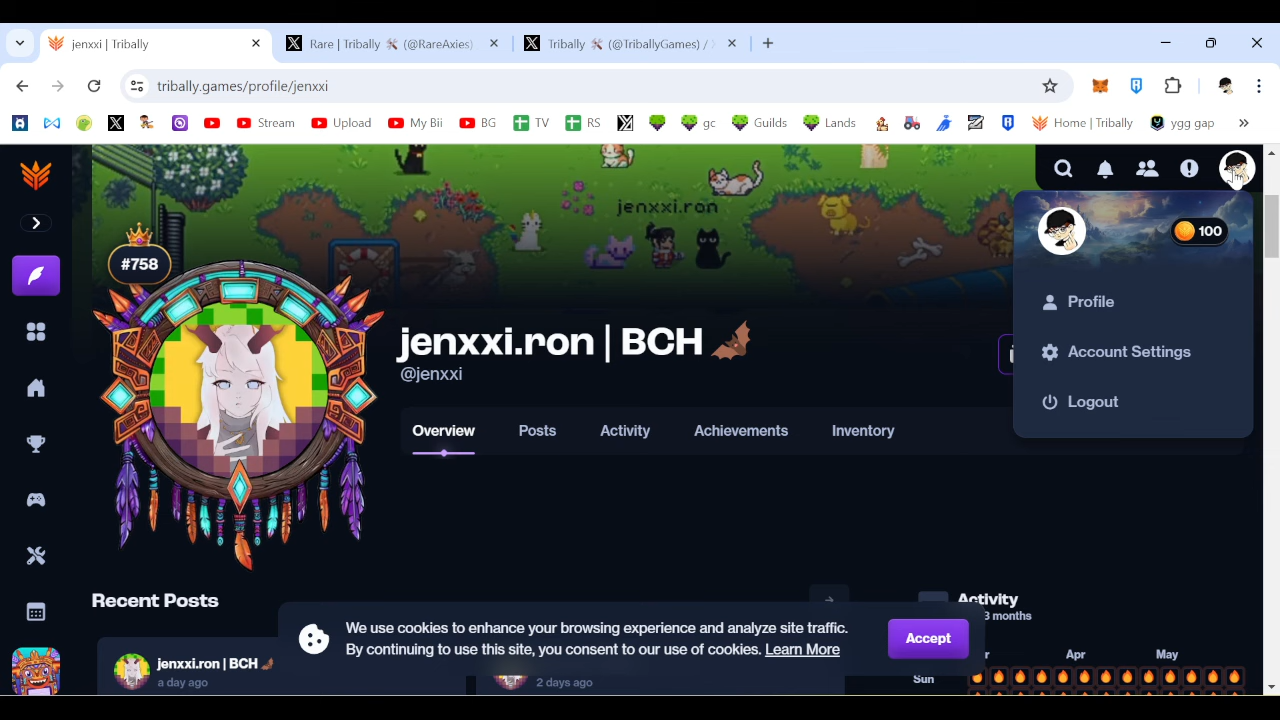 jenxxi | Tribally
Rare | Tribally 🛠 (@RareAxies)
Tribally 🛠 (@TriballyGames) /
tribally.games/profile/jenxxi
Stream
Upload
My Bii
BG
TV
RS
gc
Guilds
Lands
Home | Tribally
ygg gap
jenxxi.ron
100
#758
Profile
jenxxi.ron | BCH 🦇
@jenxxi
Account Settings
Logout
Overview
Posts
Activity
Achievements
Inventory
Recent Posts
Activity
3 months
We use cookies to enhance your browsing experience and analyze site traffic.
By continuing to use this site, you consent to our use of cookies. Learn More
Accept
jenxxi.ron | BCH 🦇
a day ago
2 days ago
Apr
May
Sun